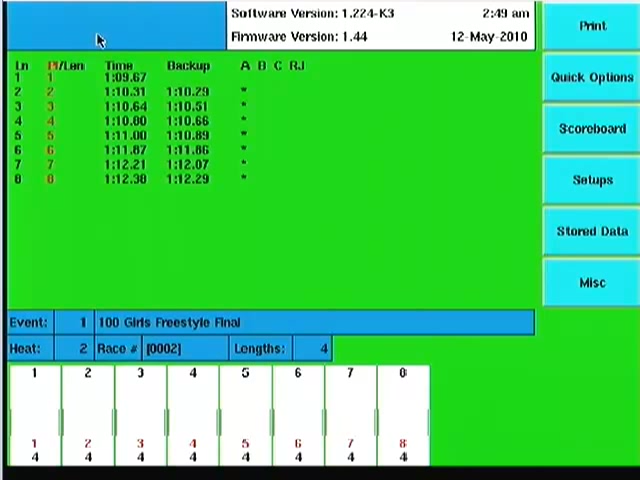 Software Version: 1.224-K3 2:49 am
Firmware Version: 1.44 12-May-2010
Print
Quick Options
Scoreboard
Setups
Stored Data
Misc
Ln Pl/Len Time Backup A B C RJ
1 1 1:09.67
2 2 1:10.31 1:10.29 *
3 3 1:10.64 1:10.51 *
4 4 1:10.80 1:10.66 *
5 5 1:11.00 1:10.89 *
6 6 1:11.87 1:11.86 *
7 7 1:12.21 1:12.07 *
8 8 1:12.38 1:12.29 *
Event: 1 100 Girls Freestyle Final
Heat: 2 Race # [0002] Lengths: 4
1 2 3 4 5 6 7 8
1 2 3 4 5 6 7 8
4 4 4 4 4 4 4 4